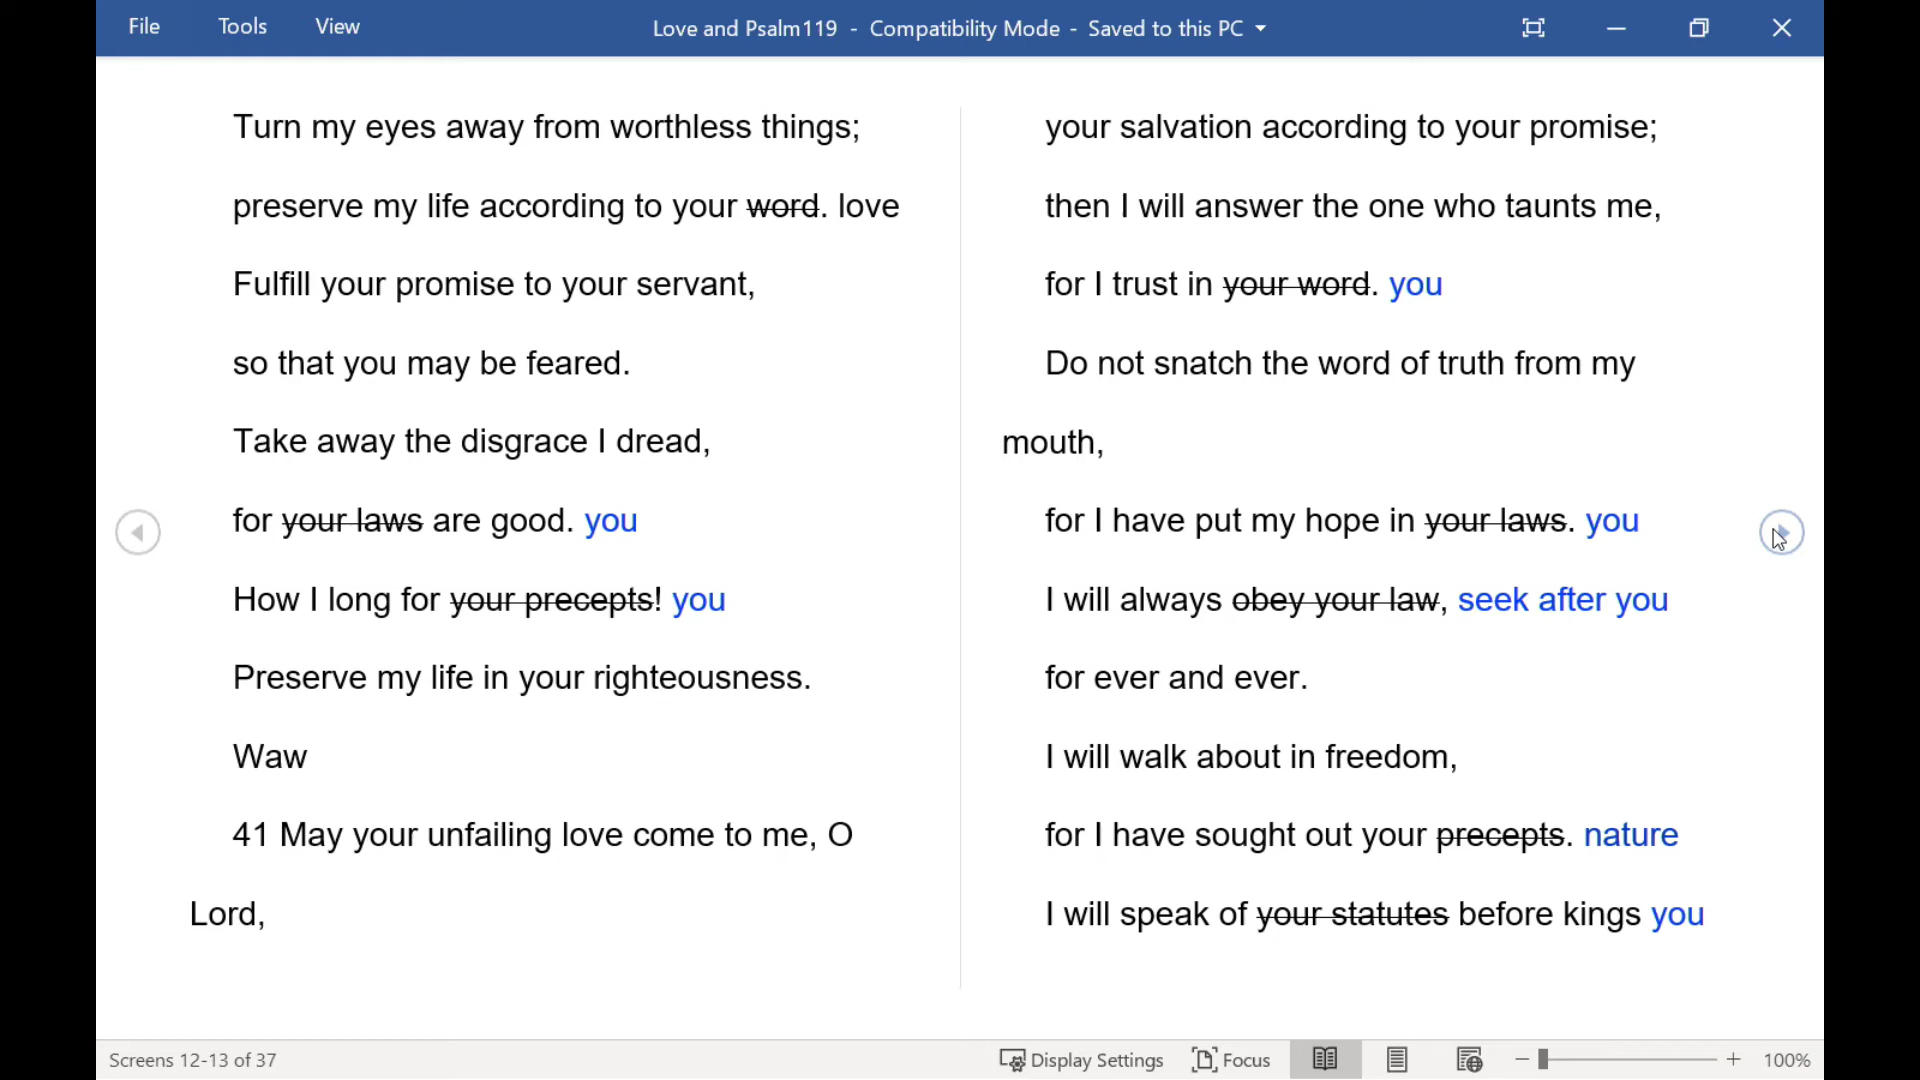 File Tools View Love and Psalm119 - Compatibility Mode - Saved to this PC
Turn my eyes away from worthless things;
preserve my life according to your word. love
Fulfill your promise to your servant,
so that you may be feared.
Take away the disgrace I dread,
for your laws are good. you
How I long for your precepts! you
Preserve my life in your righteousness.
Waw
41 May your unfailing love come to me, O
Lord,
your salvation according to your promise;
then I will answer the one who taunts me,
for I trust in your word. you
Do not snatch the word of truth from my
mouth,
for I have put my hope in your laws. you
I will always obey your law, seek after you
for ever and ever.
I will walk about in freedom,
for I have sought out your precepts. nature
I will speak of your statutes before kings you
Screens 12-13 of 37 Display Settings Focus 100%